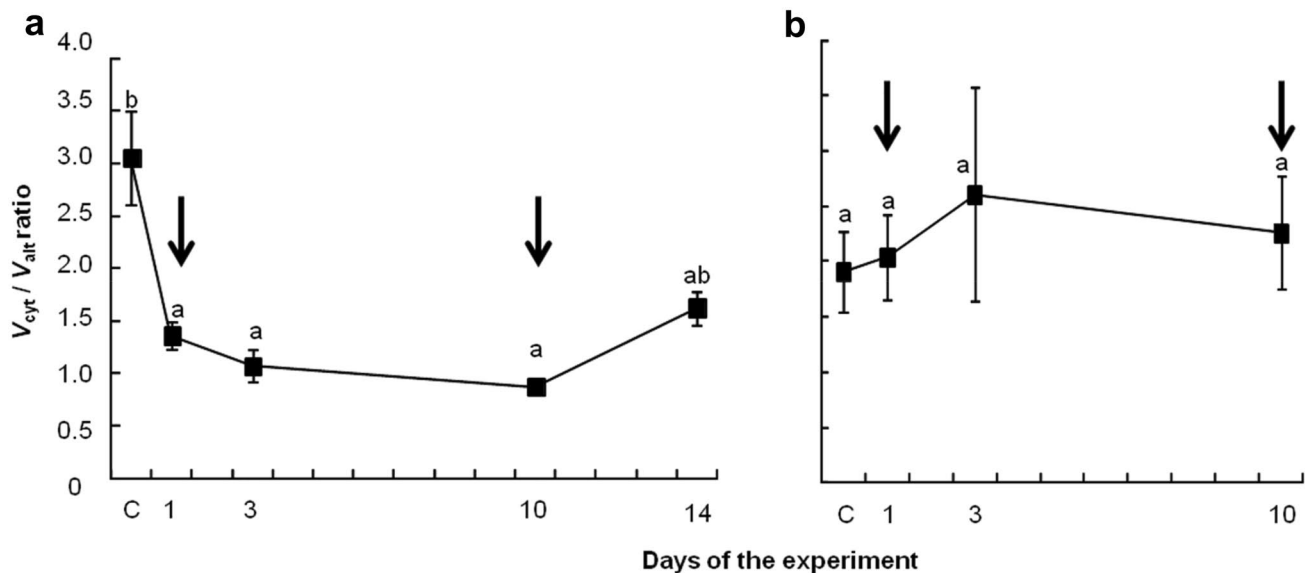 a
b
4.0
3.5
3.0
2.5
2.0
1.5
1.0
0.5
0
Vcyt / Valt ratio
b
a
a
a
ab
C 1 3 10 14
a
a
a
a
C 1 3 10
Days of the experiment